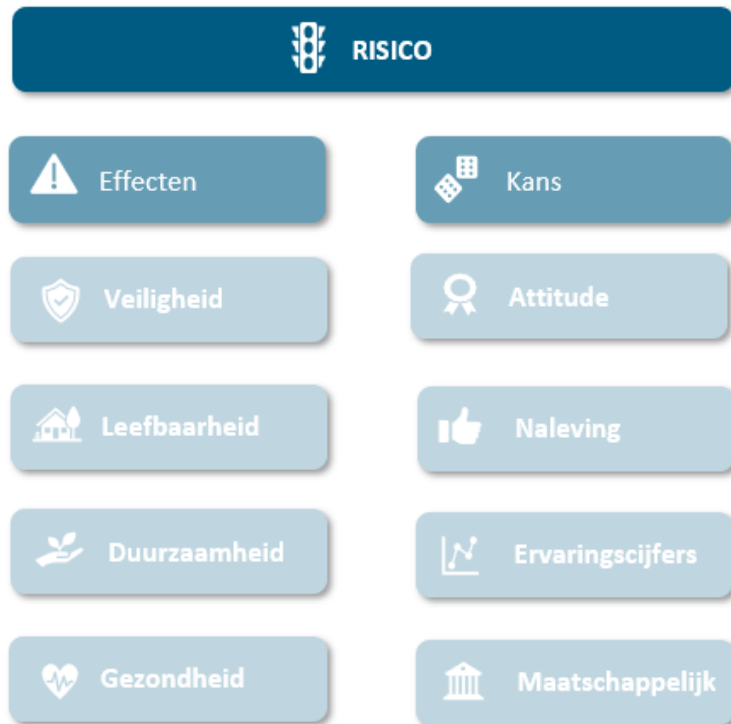 RISICO
Effecten
Kans
Veiligheid
Attitude
Leefbaarheid
Naleving
Duurzaamheid
Ervaringscijfers
Gezondheid
Maatschappelijk